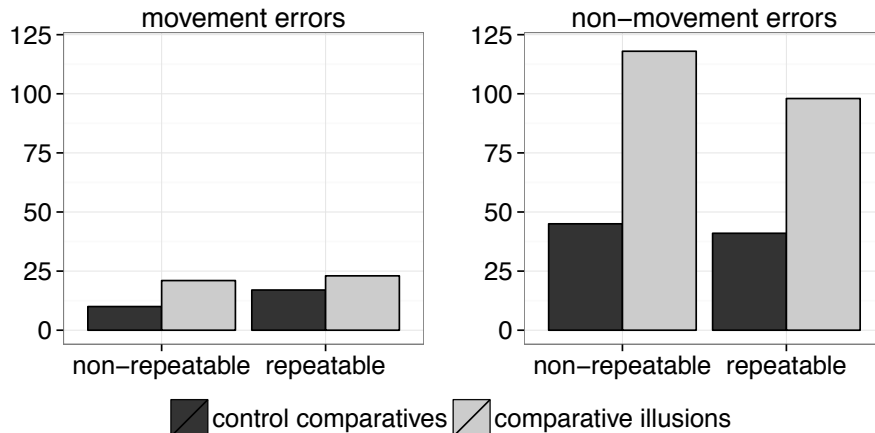 movement errors
125
100
75
50
25
0
non−repeatable repeatable
non−movement errors
125
100
75
50
25
0
non−repeatable repeatable
control comparatives comparative illusions